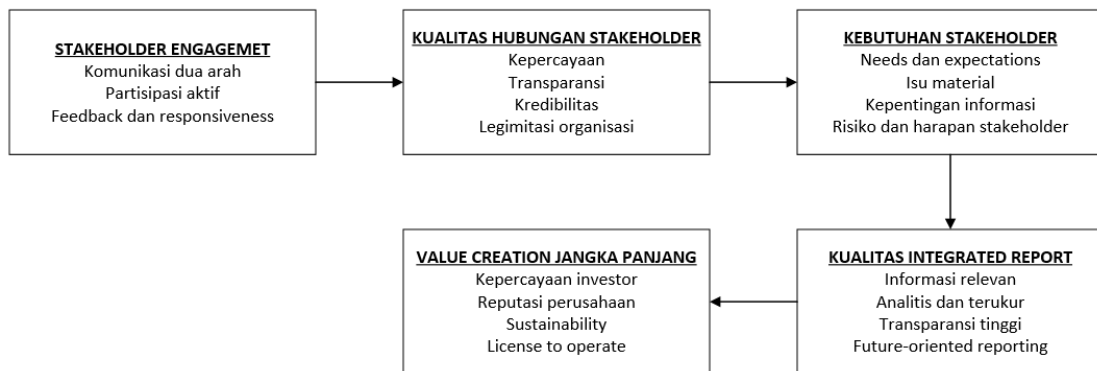 STAKEHOLDER ENGAGEMET
Komunikasi dua arah
Partisipasi aktif
Feedback dan responsiveness
KUALITAS HUBUNGAN STAKEHOLDER
Kepercayaan
Transparansi
Kredibilitas
Legimitasi organisasi
KEBUTUHAN STAKEHOLDER
Needs dan expectations
Isu material
Kepentingan informasi
Risiko dan harapan stakeholder
KUALITAS INTEGRATED REPORT
Informasi relevan
Analitis dan terukur
Transparansi tinggi
Future-oriented reporting
VALUE CREATION JANGKA PANJANG
Kepercayaan investor
Reputasi perusahaan
Sustainability
License to operate